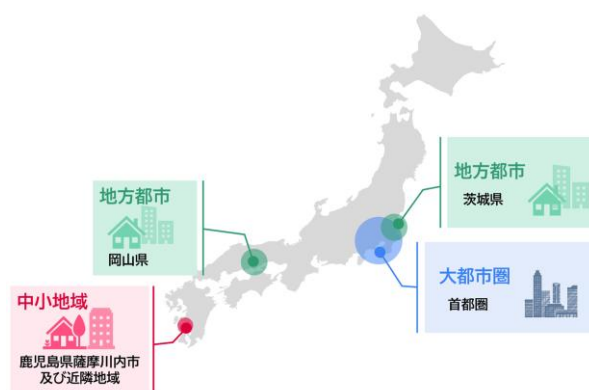 地方都市
茨城県
地方都市
岡山県
大都市圏
首都圏
中小地域
鹿児島県薩摩川内市
及び近隣地域